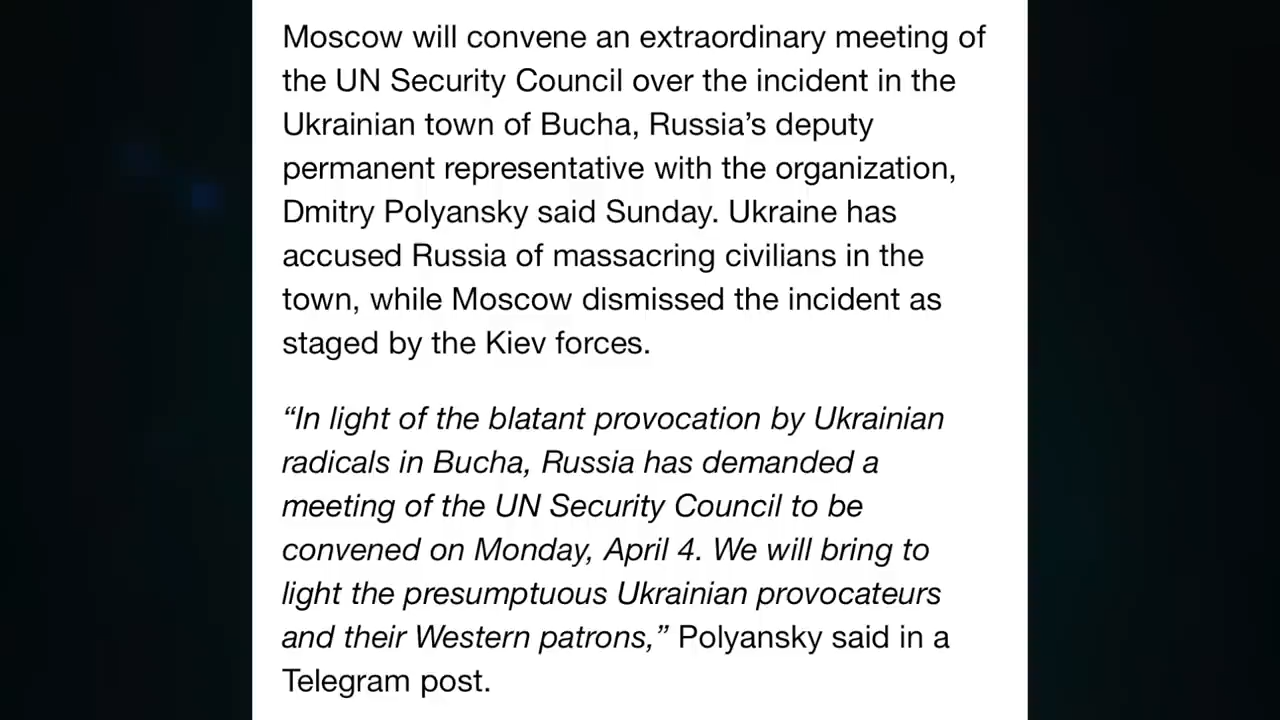 Moscow will convene an extraordinary meeting of
the UN Security Council over the incident in the
Ukrainian town of Bucha, Russia’s deputy
permanent representative with the organization,
Dmitry Polyansky said Sunday. Ukraine has
accused Russia of massacring civilians in the
town, while Moscow dismissed the incident as
staged by the Kiev forces.
“In light of the blatant provocation by Ukrainian
radicals in Bucha, Russia has demanded a
meeting of the UN Security Council to be
convened on Monday, April 4. We will bring to
light the presumptuous Ukrainian provocateurs
and their Western patrons,” Polyansky said in a
Telegram post.